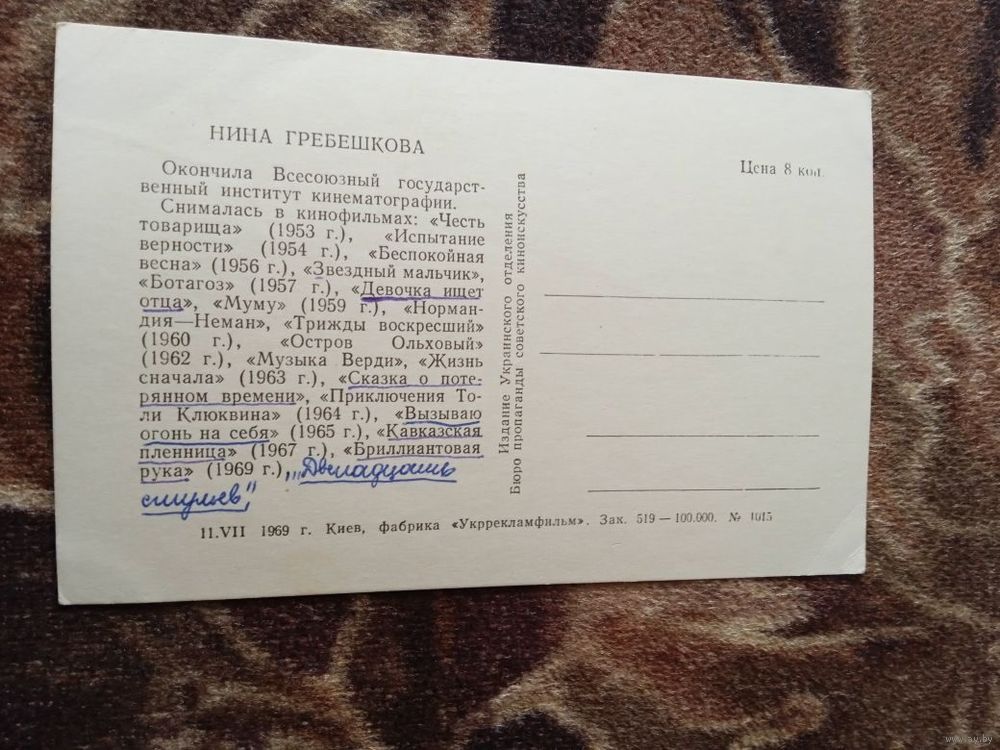 НИНА ГРЕБЕШКОВА
Окончила Всесоюзный государст-
венный институт кинематографии.
Снималась в кинофильмах: «Честь
товарища» (1953 г.), «Испытание
верности» (1954 г.), «Беспокойная
весна» (1956 г.), «Звездный мальчик»,
«Ботагоз» (1957 г.), «Девочка ищет
отца», «Муму» (1959 г.), «Норман-
дия—Неман», «Трижды воскресший»
(1960 г.), «Остров Ольховый»
(1962 г.), «Музыка Верди», «Жизнь
сначала» (1963 г.), «Сказка о поте-
рянном времени», «Приключения То-
ли Клюквина» (1964 г.), «Вызываю
огонь на себя» (1965 г.), «Кавказская
пленница» (1967 г.), «Бриллиантовая
рука» (1969 г.), „Двенадцать
стульев",
Издание Украинского отделения
Бюро пропаганды советского киноискусства
Цена 8 коп.
11.VII 1969 г. Киев, фабрика «Укррекламфильм». Зак. 519 — 100.000. № 1015
www.ay.by